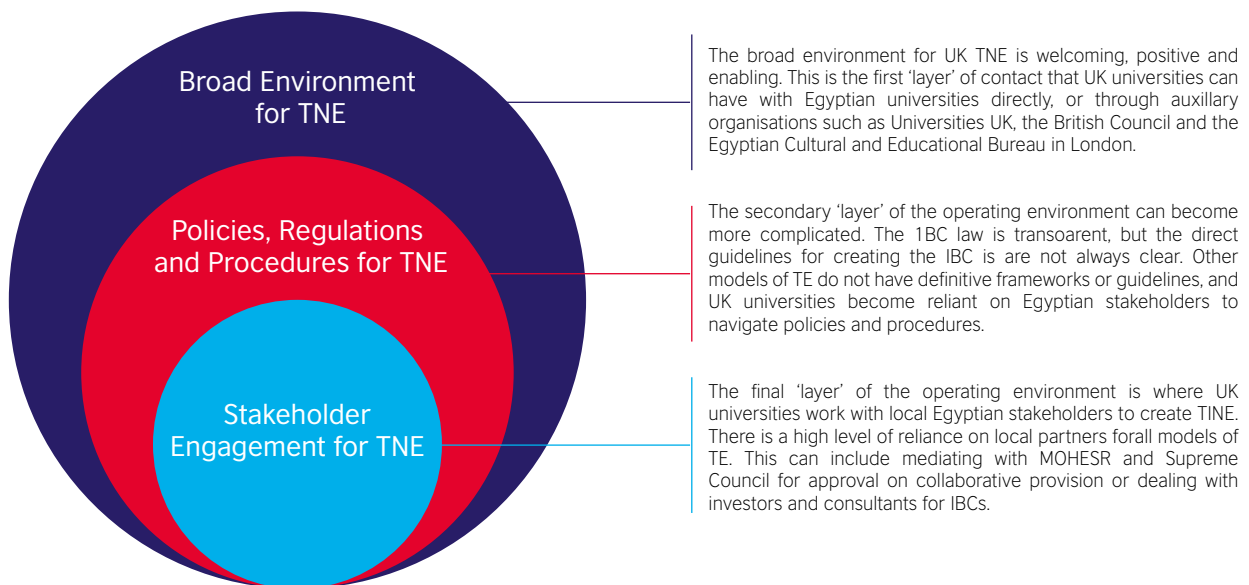 Broad Environment
for TNE
The broad environment for UK TNE is welcoming, positive and
enabling. This is the first ‘layer’ of contact that UK universities can
have with Egyptian universities directly, or through auxillary
organisations such as Universities UK, the British Council and the
Egyptian Cultural and Educational Bureau in London.
Policies, Regulations
and Procedures for TNE
The secondary ‘layer’ of the operating environment can become
more complicated. The 1BC law is transoarent, but the direct
guidelines for creating the IBC is are not always clear. Other
models of TE do not have definitive frameworks or guidelines, and
UK universities become reliant on Egyptian stakeholders to
navigate policies and procedures.
Stakeholder
Engagement for TNE
The final ‘layer’ of the operating environment is where UK
universities work with local Egyptian stakeholders to create TINE.
There is a high level of reliance on local partners forall models of
TE. This can include mediating with MOHESR and Supreme
Council for approval on collaborative provision or dealing with
investors and consultants for IBCs.